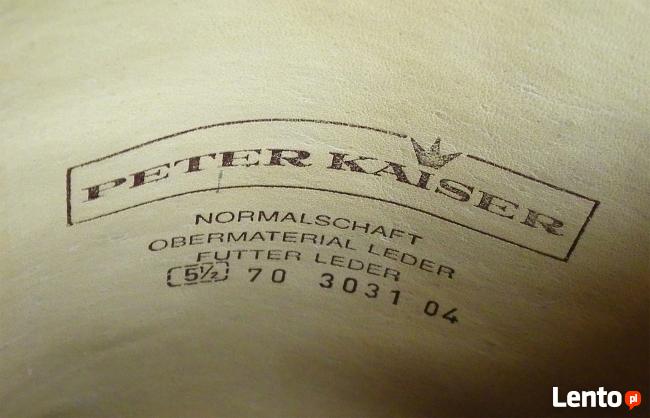 PETER KAISER
NORMALSCHAFT
OBERMATERIAL LEDER
FUTTER LEDER
5½ 70 3031 04
Lento pl